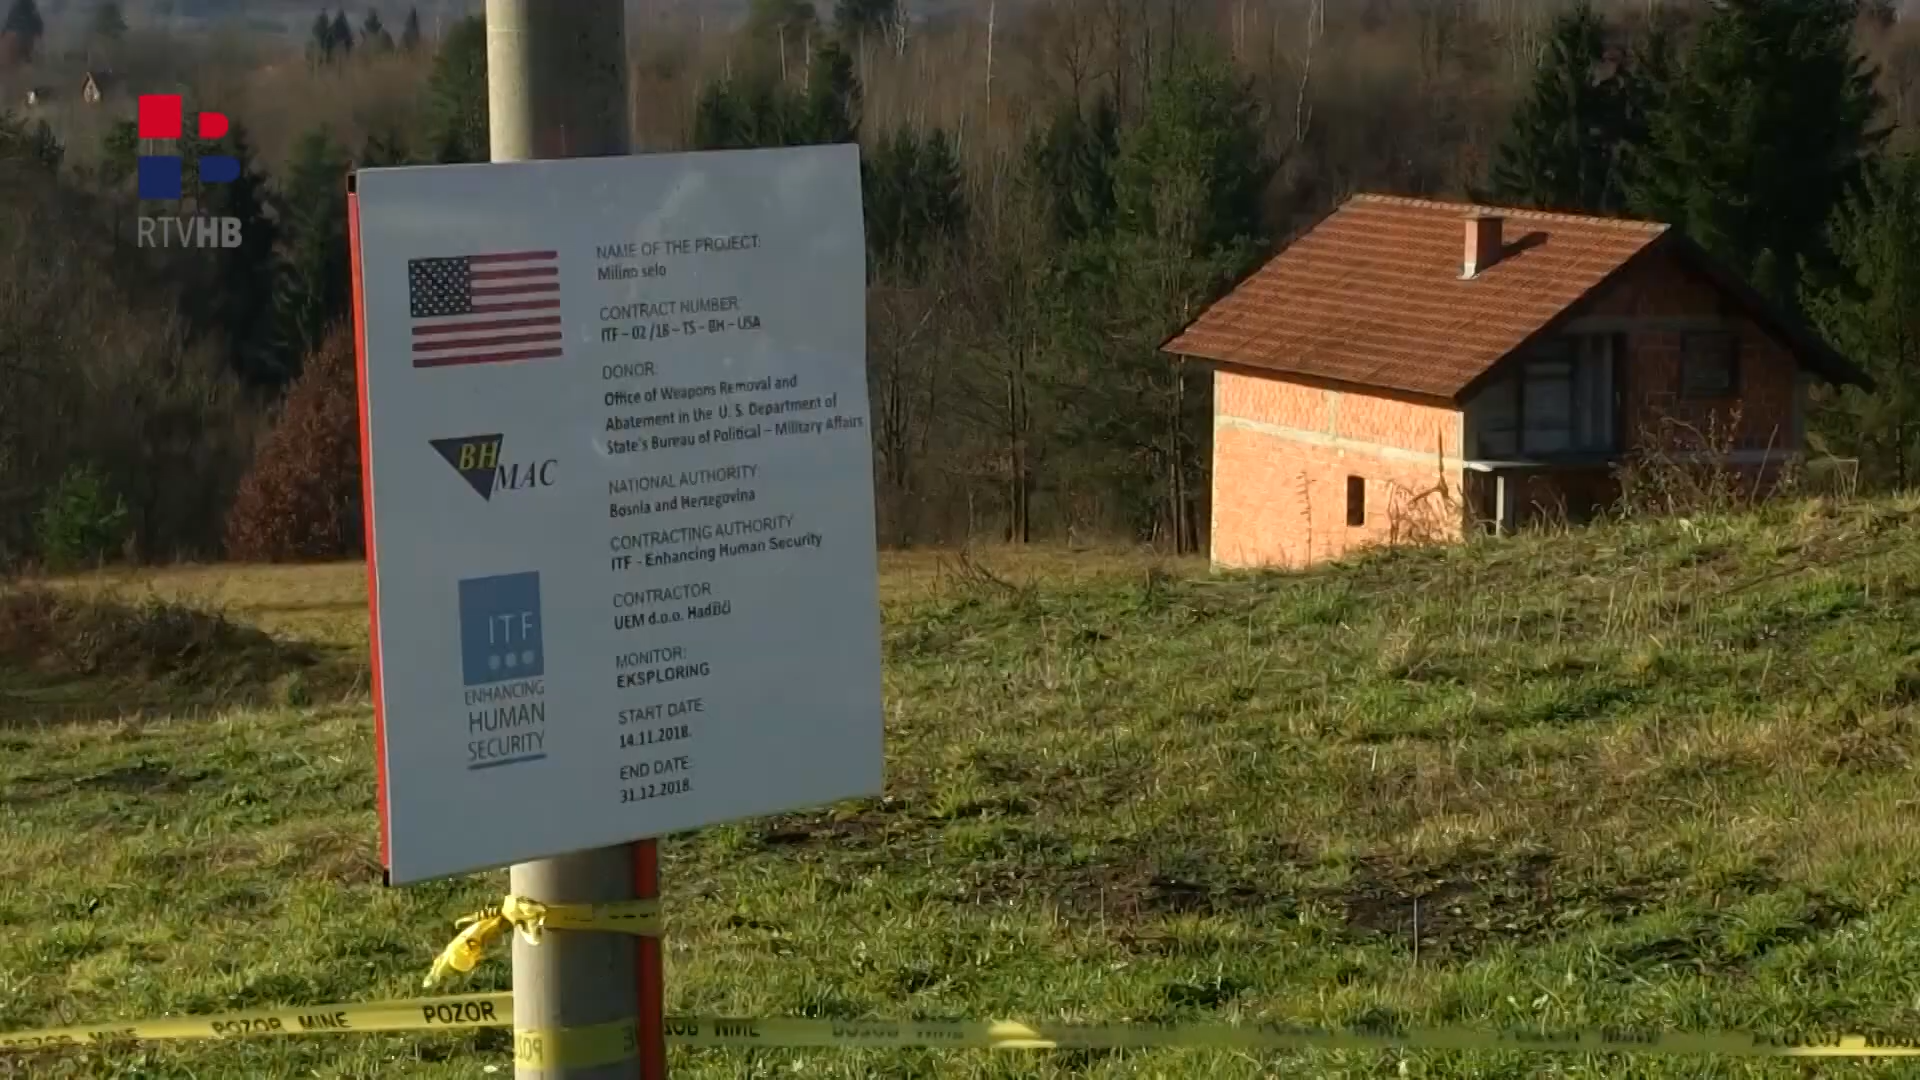 RTVHB
NAME OF THE PROJECT:
Milino selo
CONTRACT NUMBER:
ITF – 02 /18 – TS – BH – USA
DONOR:
Office of Weapons Removal and
Abatement in the U. S. Department of
State's Bureau of Political – Military Affairs
BH
MAC
NATIONAL AUTHORITY:
Bosnia and Herzegovina
CONTRACTING AUTHORITY
ITF - Enhancing Human Security
ITF
ENHANCING
HUMAN
SECURITY
CONTRACTOR
UEM d.o.o. Hadžići
MONITOR:
EKSPLORING
START DATE
14.11.2018.
END DATE:
31.12.2018.
MINE POZOR MINE POZOR
MINE